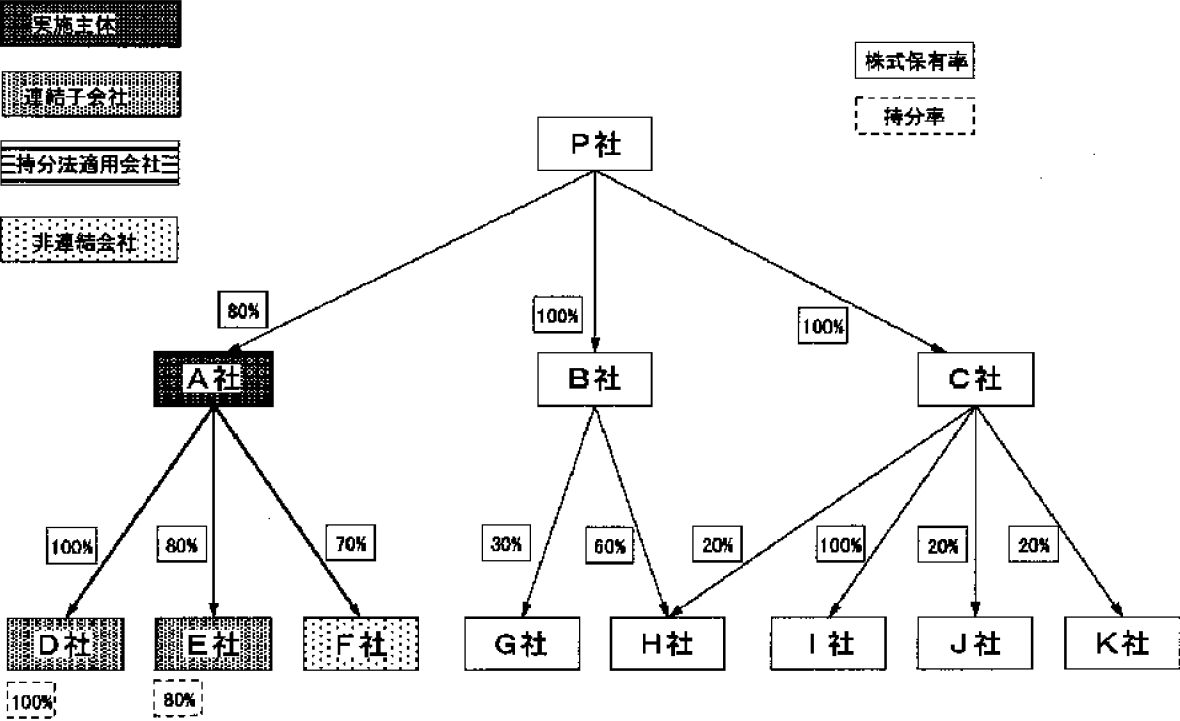 実施主体
連結子会社
持分法適用会社
非連結会社
株式保有率
持分率
P社
80%
100%
100%
A社
B社
C社
100%
80%
70%
30%
60%
20%
100%
20%
20%
D社
E社
F社
G社
H社
I社
J社
K社
100%
80%